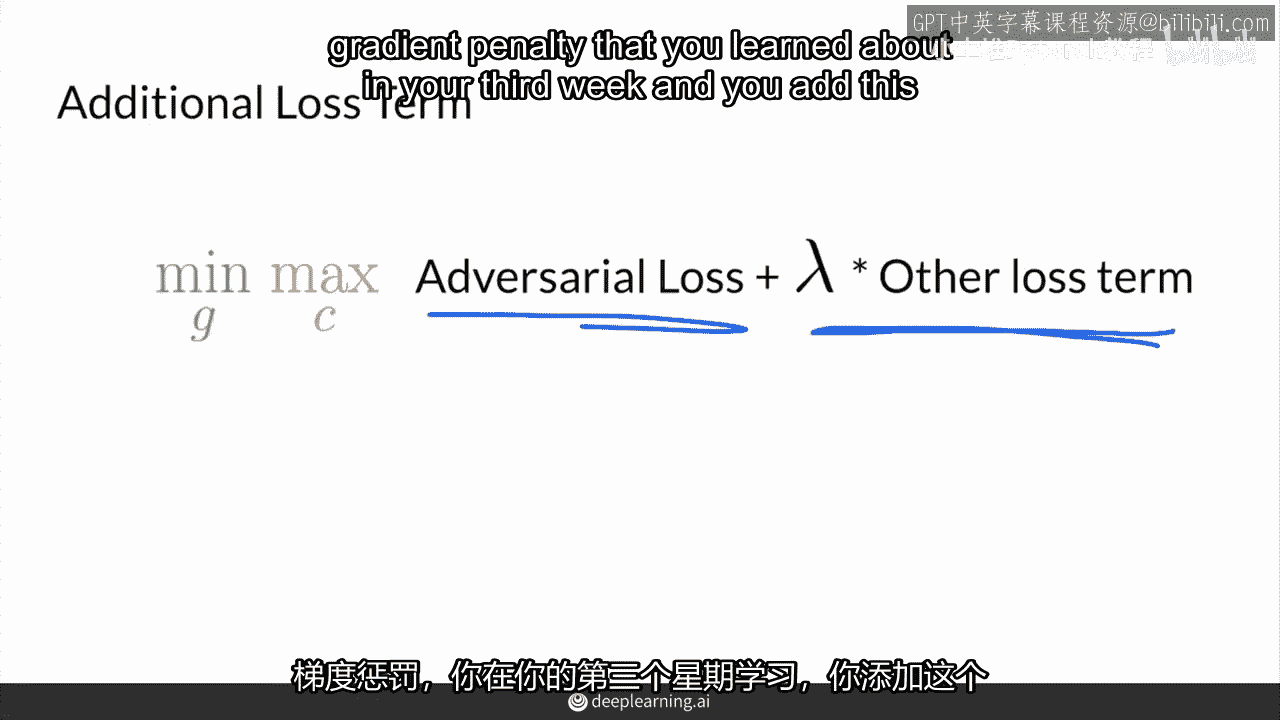 GPT中英字幕课程资源@bilibili.com
gradient penalty that you learned about
in your third week and you add this
Additional Loss Term
min max Adversarial Loss + λ * Other loss term
g c
梯度惩罚，你在你的第三个星期学习，你添加这个
deeplearning.ai